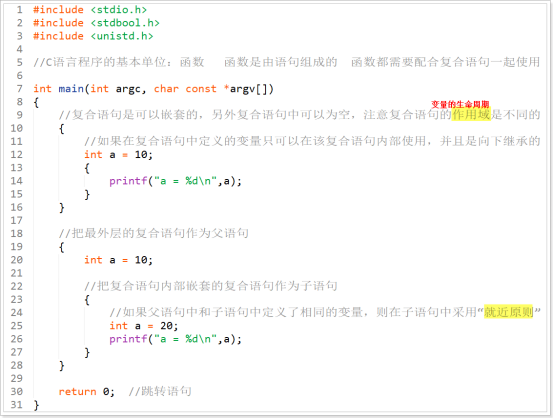 1 #include <stdio.h>
2 #include <stdbool.h>
3 #include <unistd.h>
4
5 //C语言程序的基本单位：函数 函数是由语句组成的 函数都需要配合复合语句一起使用
6
7 int main(int argc, char const *argv[])
8 {
变量的生命周期
9 //复合语句是可以嵌套的，另外复合语句中可以为空，注意复合语句的作用域是不同的
10 {
11 //如果在复合语句中定义的变量只可以在该复合语句内部使用，并且是向下继承的
12 int a = 10;
13 {
14 printf("a = %d\n",a);
15 }
16 }
17
18 //把最外层的复合语句作为父语句
19 {
20 int a = 10;
21
22 //把复合语句内部嵌套的复合语句作为子语句
23 {
24 //如果父语句中和子语句中定义了相同的变量，则在子语句中采用“就近原则”
25 int a = 20;
26 printf("a = %d\n",a);
27 }
28 }
29
30 return 0; //跳转语句
31 }